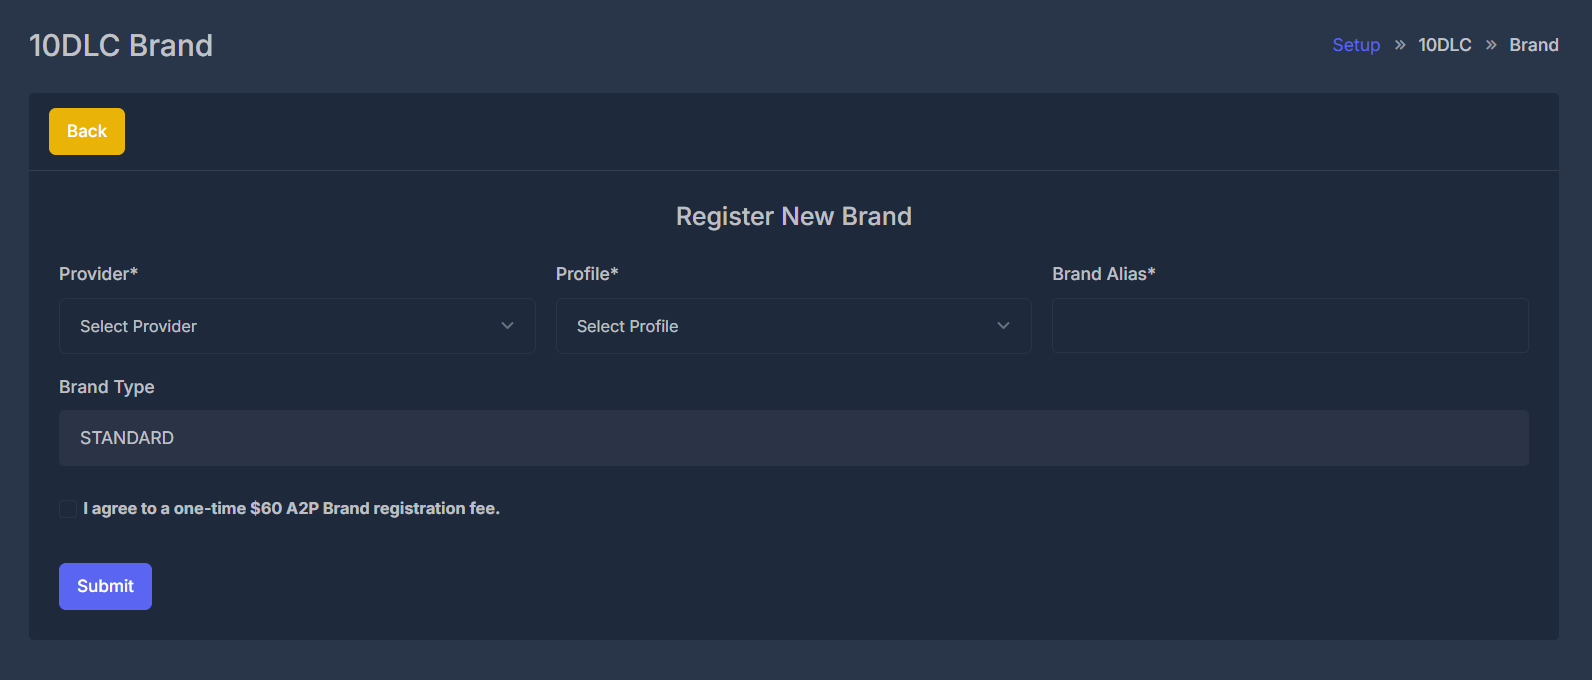 10DLC Brand
Setup » 10DLC » Brand
Back
Register New Brand
Provider* Profile* Brand Alias*
Select Provider Select Profile
Brand Type
STANDARD
I agree to a one-time $60 A2P Brand registration fee.
Submit